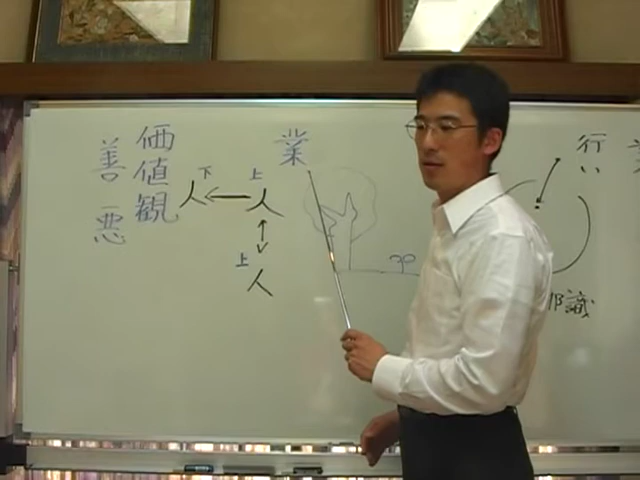 行い
業
上
人
上
人
下
人
価値観
善 悪
識